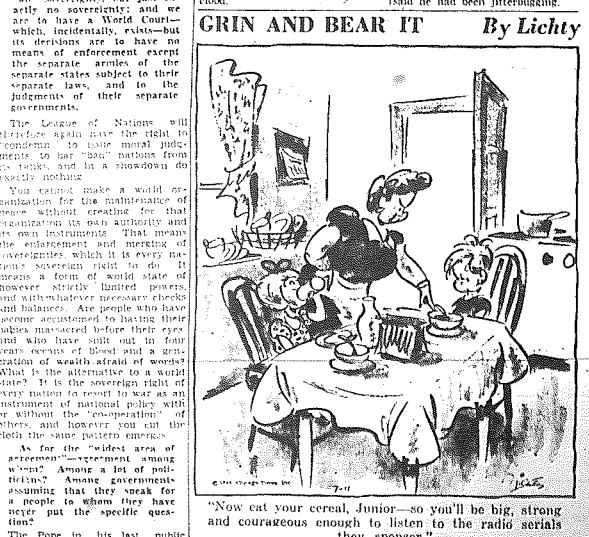 actly no sovereignty; and we
are to have a World Court—
which, incidentally, exists—but
its decisions are to have no
means of enforcement except
the separate armies of the
separate states subject to their
separate laws, and to the
judgments of their separate
governments.
The League of Nations will
therefore again have the right to
"condemn" to issue moral judg-
ments, to bar "ban" nations from
its ranks, and in a showdown do
exactly nothing
You cannot make a world or-
ganization for the maintenance of
peace without creating for that
organization its own authority and
its own instruments. That means
the enlargement and merging of
sovereignties, which it is every na-
tion's sovereign right to do. It
means a form of world state of
however strictly limited powers,
and with whatever necessary checks
and balances. Are people who have
become accustomed to having their
babies massacred before their eyes
and who have spilt out in four
years oceans of blood and a gen-
eration of wealth afraid of words?
What is the alternative to a world
state? It is the sovereign right of
every nation to resort to war as an
instrument of national policy with
or without the "co-operation" of
others, and however you cut the
cloth the same pattern emerges
As for the "widest area of
agreement"—agreement among
whom? Among a lot of poli-
ticians? Among governments
assuming that they speak for
a people to whom they have
never put the specific ques-
tion?
The Pope in his last public
flood.
said he had been jitterbugging.
GRIN AND BEAR IT By Lichty
7-11
Lichty
"Now eat your cereal, Junior—so you'll be big, strong
and courageous enough to listen to the radio serials
they sponsor."